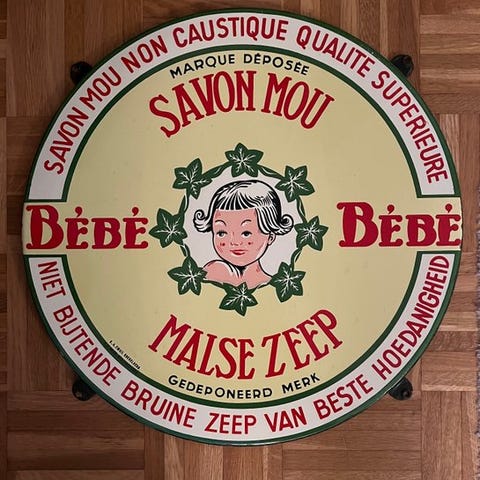 SAVON MOU NON CAUSTIQUE QUALITE SUPERIEURE
MARQUE DÉPOSÉE
SAVON MOU
BÉBÉ BÉBÉ
MALSE ZEEP
GEDEPONEERD MERK
NIET BIJTENDE BRUINE ZEEP VAN BESTE HOEDANIGHEID